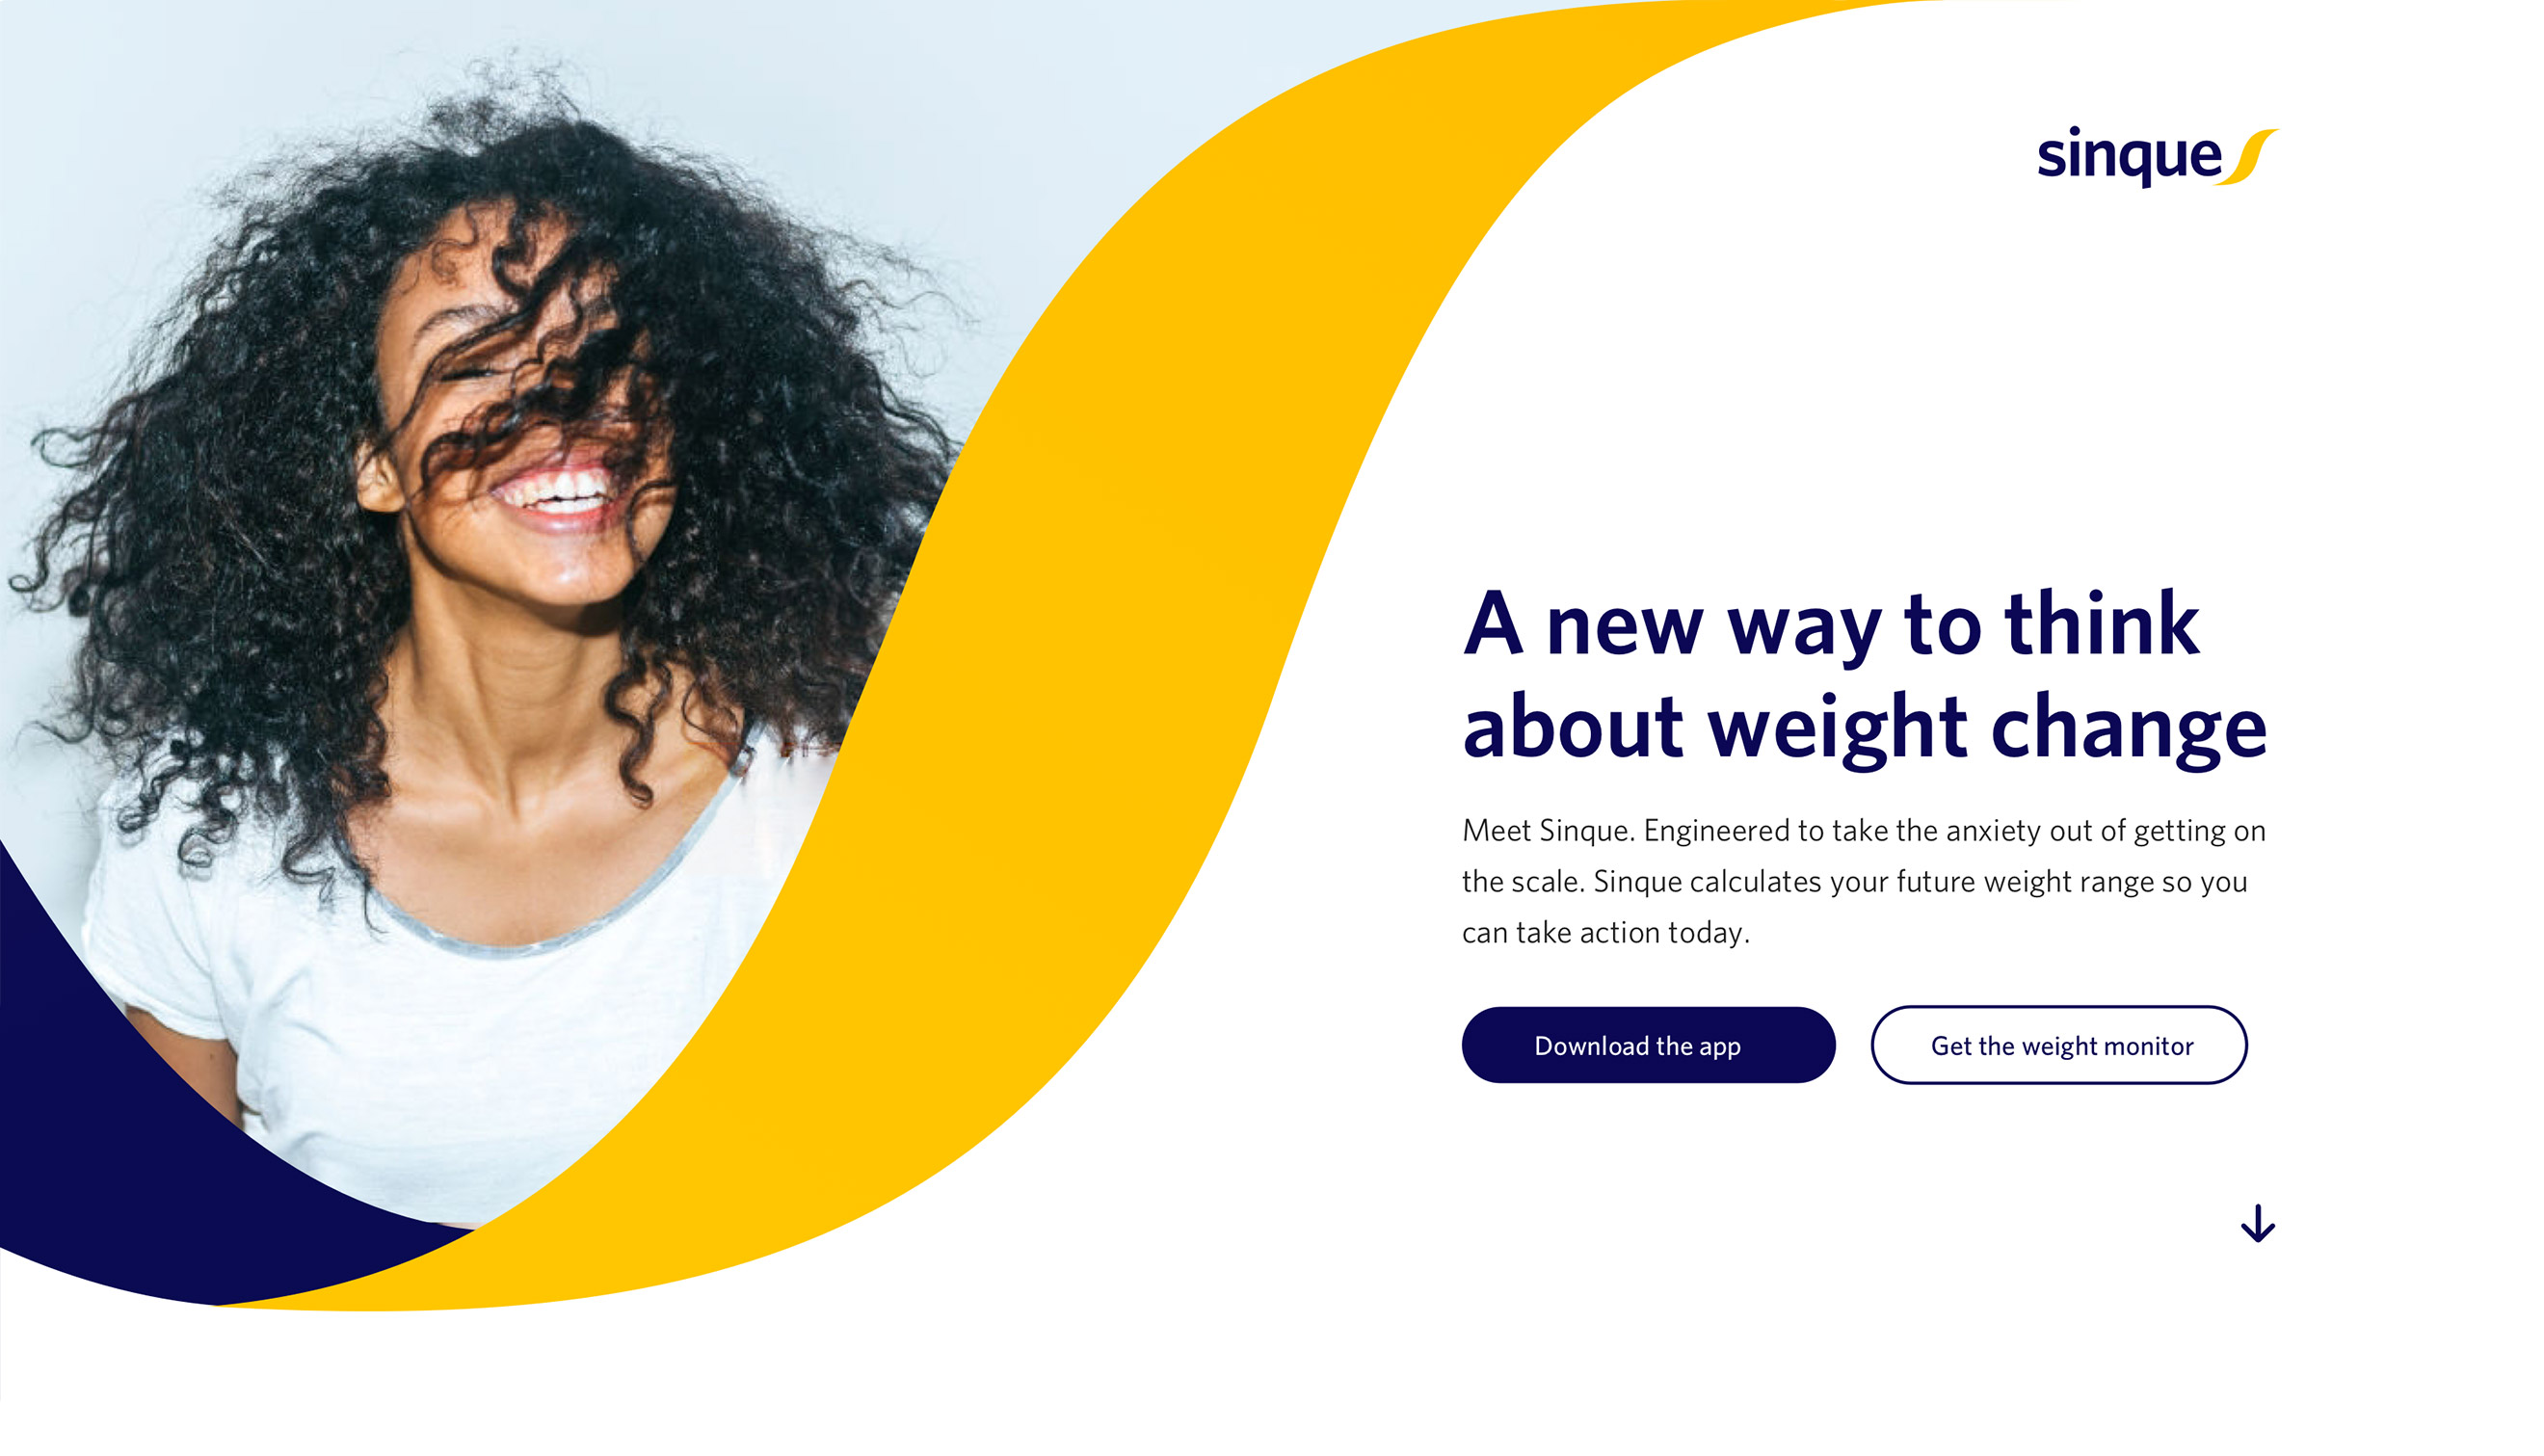 sinque
A new way to think
about weight change
Meet Sinque. Engineered to take the anxiety out of getting on
the scale. Sinque calculates your future weight range so you
can take action today.
Download the app
Get the weight monitor